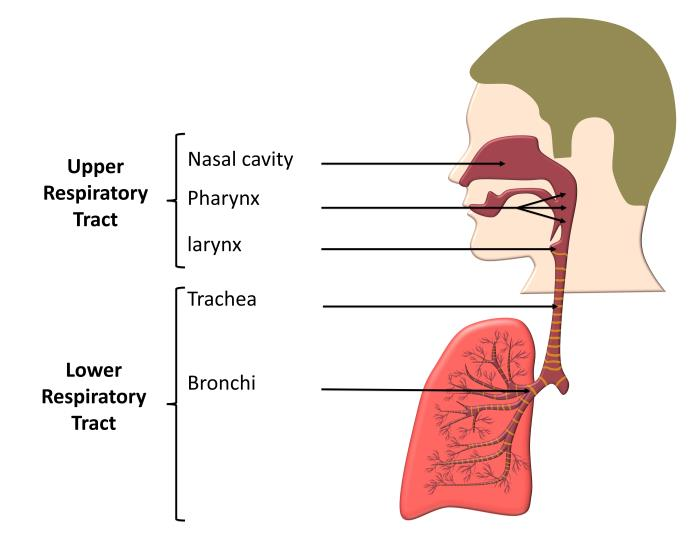 Upper
Respiratory
Tract
Nasal cavity
Pharynx
larynx
Lower
Respiratory
Tract
Trachea
Bronchi